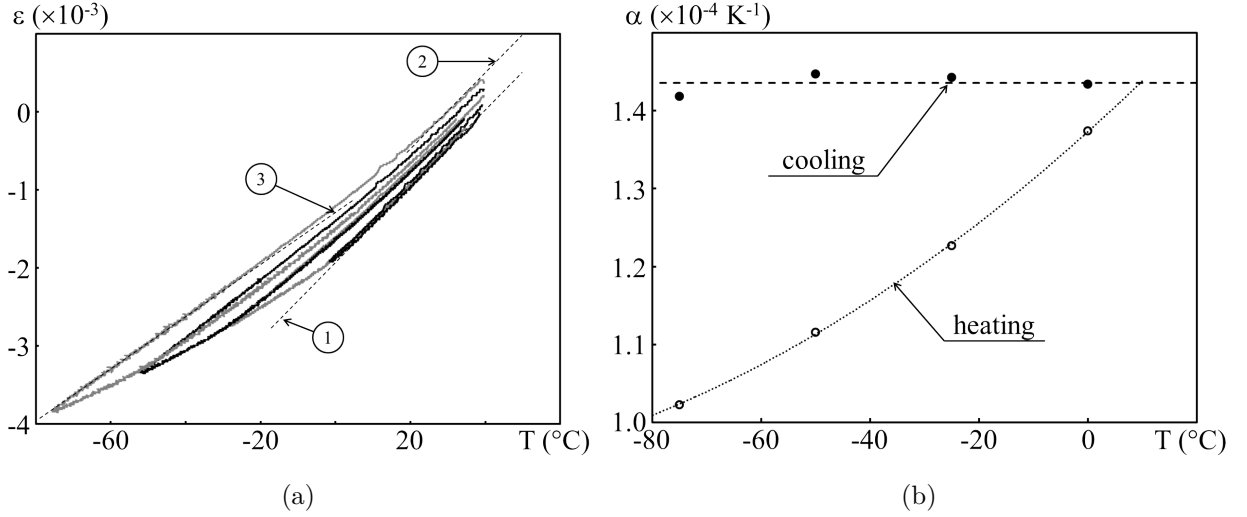 ε (×10⁻³)
0
-1
-2
-3
-4
-60
-20
20
T (°C)
1
2
3
(a)
α (×10⁻⁴ K⁻¹)
1.4
1.3
1.2
1.1
1.0
-80
-60
-40
-20
0
T (°C)
cooling
heating
(b)